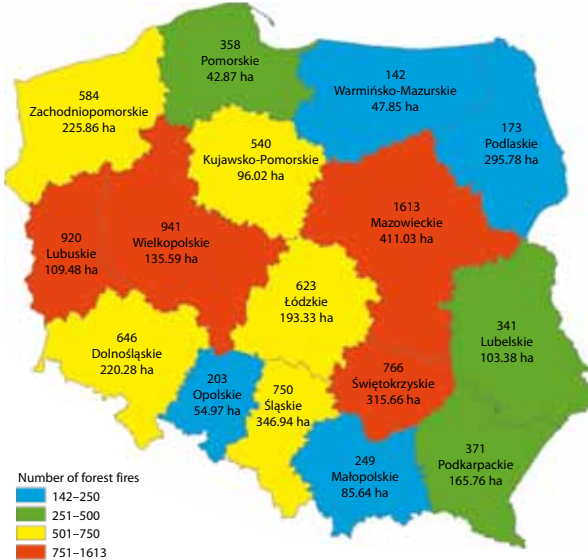 358
Pomorskie
42.87 ha
142
Warmińsko-Mazurskie
47.85 ha
584
Zachodniopomorskie
225.86 ha
173
Podlaskie
295.78 ha
540
Kujawsko-Pomorskie
96.02 ha
1613
Mazowieckie
411.03 ha
920
Lubuskie
109.48 ha
941
Wielkopolskie
135.59 ha
623
Łódzkie
193.33 ha
341
Lubelskie
103.38 ha
646
Dolnośląskie
220.28 ha
203
Opolskie
54.97 ha
750
Śląskie
346.94 ha
766
Świętokrzyskie
315.66 ha
249
Małopolskie
85.64 ha
371
Podkarpackie
165.76 ha
Number of forest fires
142–250
251–500
501–750
751–1613